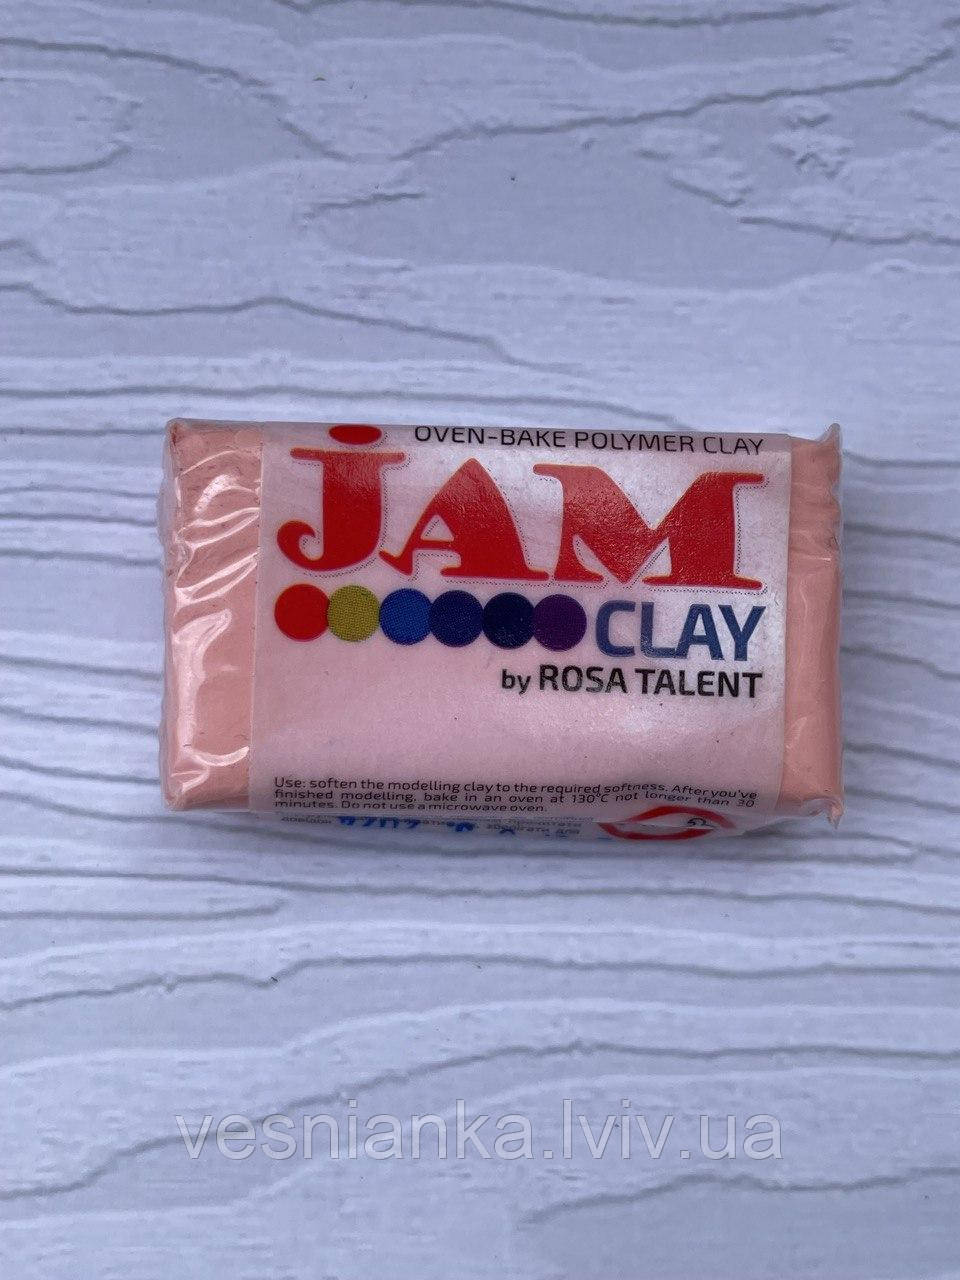 OVEN-BAKE POLYMER CLAY
JAM
CLAY
by ROSA TALENT
Use: soften the modelling clay to the required softness. After you've
finished modelling, bake in an oven at 130°C not longer than 30
minutes. Do not use a microwave oven.
vesnianka.lviv.ua